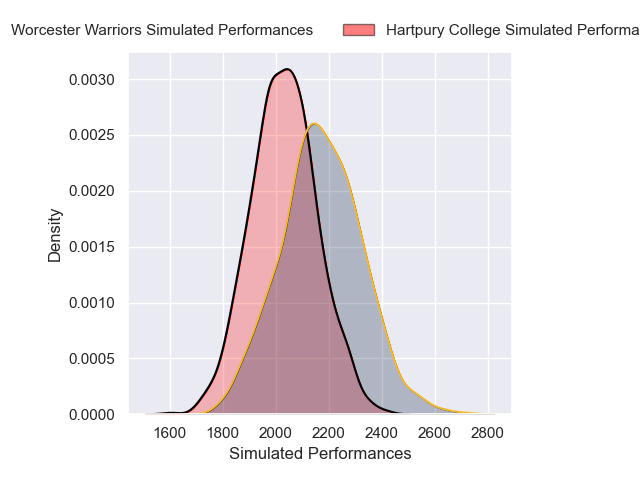 Worcester Warriors Simulated Performances
Hartpury College Simulated Performa
0.0030
0.0025
0.0020
0.0015
0.0010
0.0005
0.0000
Density
1600 1800 2000 2200 2400 2600 2800
Simulated Performances